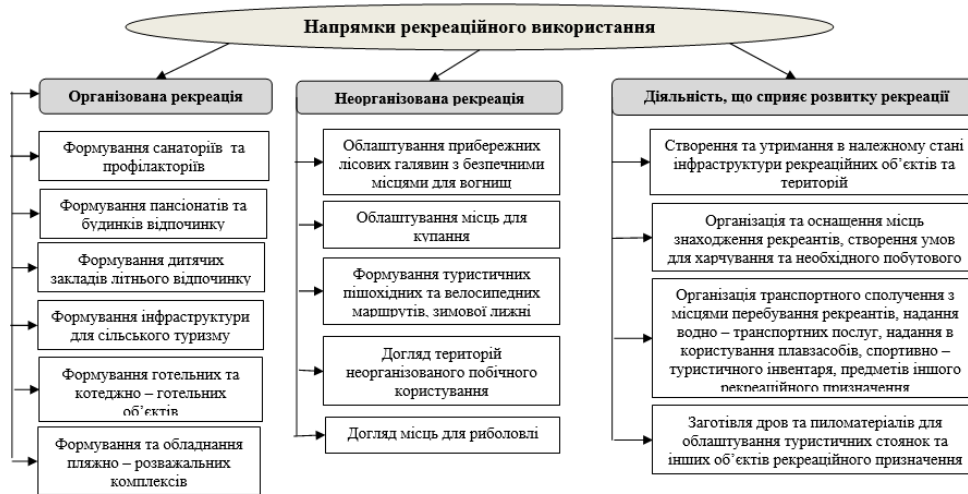 Напрямки рекреаційного використання
Організована рекреація
Формування санаторіїв та
профілакторіїв
Формування пансіонатів та
будинків відпочинку
Формування дитячих
закладів літнього відпочинку
Формування інфраструктури
для сільського туризму
Формування готельних та
котеджно – готельних
об’єктів
Формування та обладнання
пляжно – розважальних
комплексів
Неорганізована рекреація
Облаштування прибережних
лісових галявин з безпечними
місцями для вогнищ
Облаштування місць для
купання
Формування туристичних
пішохідних та велосипедних
маршрутів, зимової лижні
Догляд територій
неорганізованого побічного
користування
Догляд місць для риболовлі
Діяльність, що сприяє розвитку рекреації
Створення та утримання в належному стані
інфраструктури рекреаційних об’єктів та
територій
Організація та оснащення місць
знаходження рекреантів, створення умов
для харчування та необхідного побутового
Організація транспортного сполучення з
місцями перебування рекреантів, надання
водно – транспортних послуг, надання в
користування плавзасобів, спортивно –
туристичного інвентаря, предметів іншого
рекреаційного призначення
Заготівля дров та пиломатеріалів для
облаштування туристичних стоянок та
інших об’єктів рекреаційного призначення